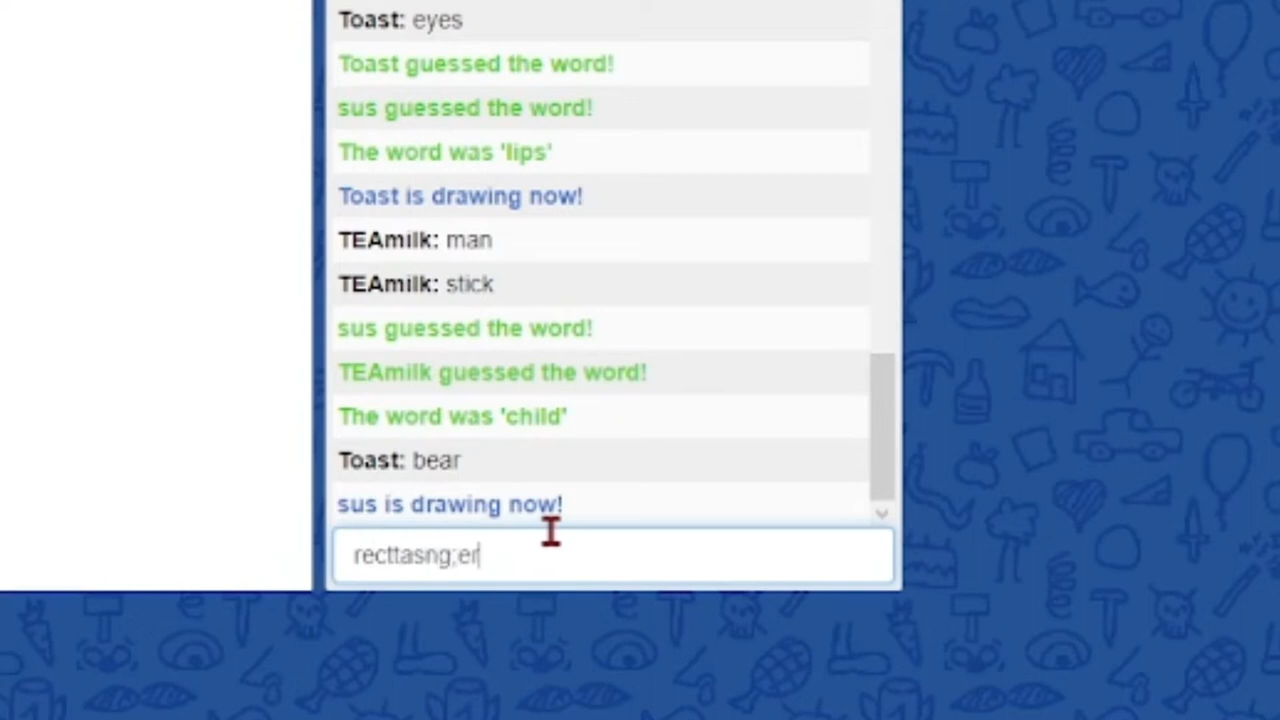 Toast: eyes
Toast guessed the word!
sus guessed the word!
The word was 'lips'
Toast is drawing now!
TEAmilk: man
TEAmilk: stick
sus guessed the word!
TEAmilk guessed the word!
The word was 'child'
Toast: bear
sus is drawing now!
recttasng;er